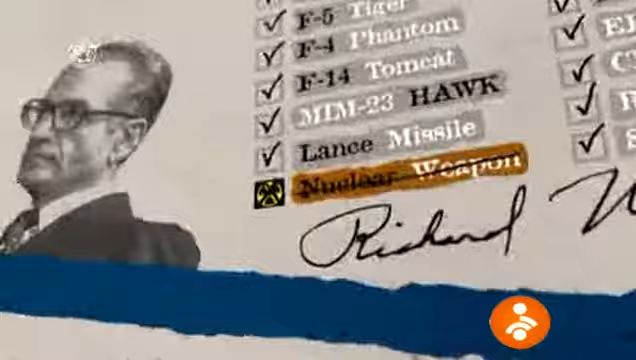 F-5 Tiger
F-4 Phantom
F-14 Tomcat
MIM-23 HAWK
Lance Missile
Nuclear Weapon
Richard